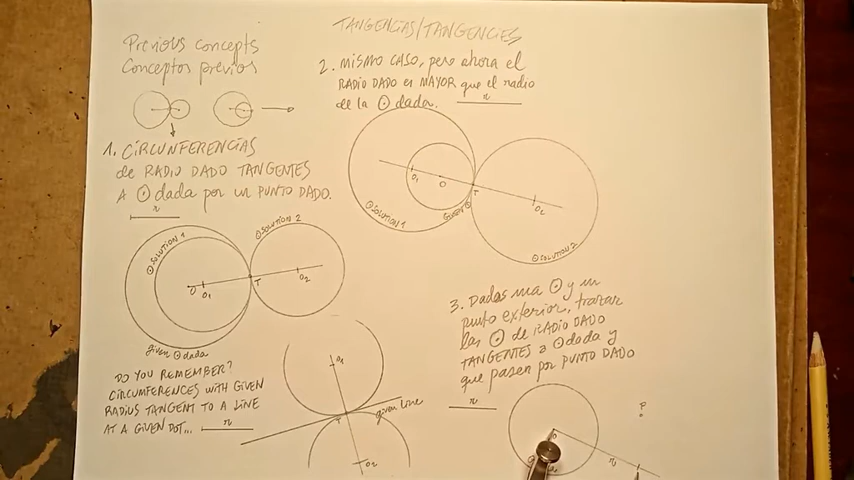 TANGENCIAS/TANGENCIES
Previous concepts
Conceptos previos
1. CIRCUNFERENCIAS
de RADIO DADO TANGENTES
A ⊙ dada por un PUNTO DADO.
r
⊙SOLUTION 1
⊙SOLUTION 2
O
O1
T
O2
given ⊙ dada
DO YOU REMEMBER?
CIRCUMFERENCES WITH GIVEN
RADIUS TANGENT TO A LINE
AT A GIVEN DOT...
r
O1
T
given line
O2
2. MISMO CASO, pero ahora el
RADIO DADO es MAYOR que el radio
de la ⊙ dada.
r
O1
O
T
O2
⊙SOLUTION 1
Given ⊙
⊙SOLUTION 2
3. Dadas una ⊙ y un
punto exterior, trazar
las ⊙ de RADIO DADO
TANGENTES a ⊙ dada y
que pasen por PUNTO DADO
r
P
O
r